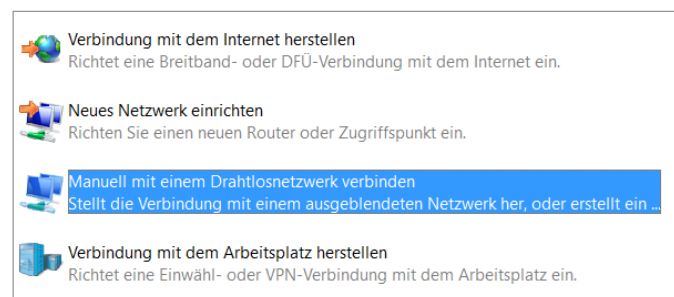 Verbindung mit dem Internet herstellen
Richtet eine Breitband- oder DFÜ-Verbindung mit dem Internet ein.
Neues Netzwerk einrichten
Richten Sie einen neuen Router oder Zugriffspunkt ein.
Manuell mit einem Drahtlosnetzwerk verbinden
Stellt die Verbindung mit einem ausgeblendeten Netzwerk her, oder erstellt ein ...
Verbindung mit dem Arbeitsplatz herstellen
Richtet eine Einwähl- oder VPN-Verbindung mit dem Arbeitsplatz ein.